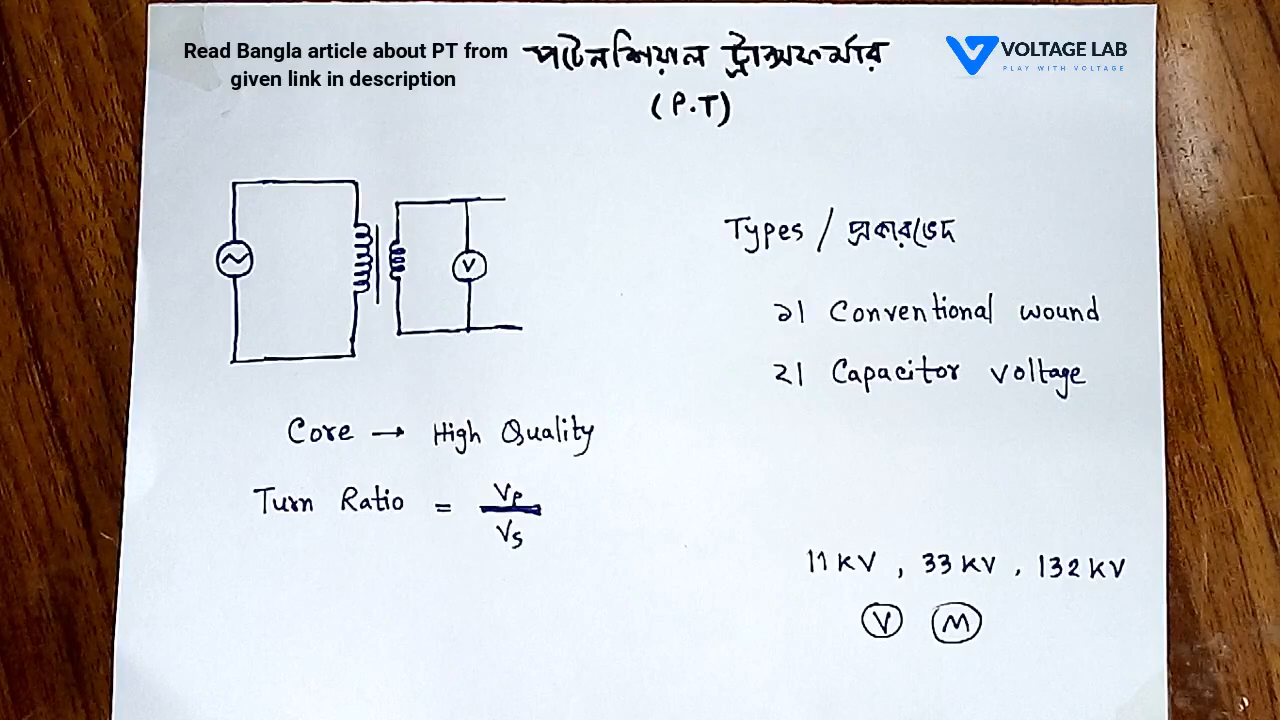 Read Bangla article about PT from
given link in description
পটেনশিয়াল ট্রান্সফর্মার
(P.T)
VOLTAGE LAB
PLAY WITH VOLTAGE
V
Types / প্রকারভেদ
১। Conventional wound
২। Capacitor voltage
Core → High Quality
Turn Ratio = Vp / Vs
11 KV , 33 KV , 132 KV
V M